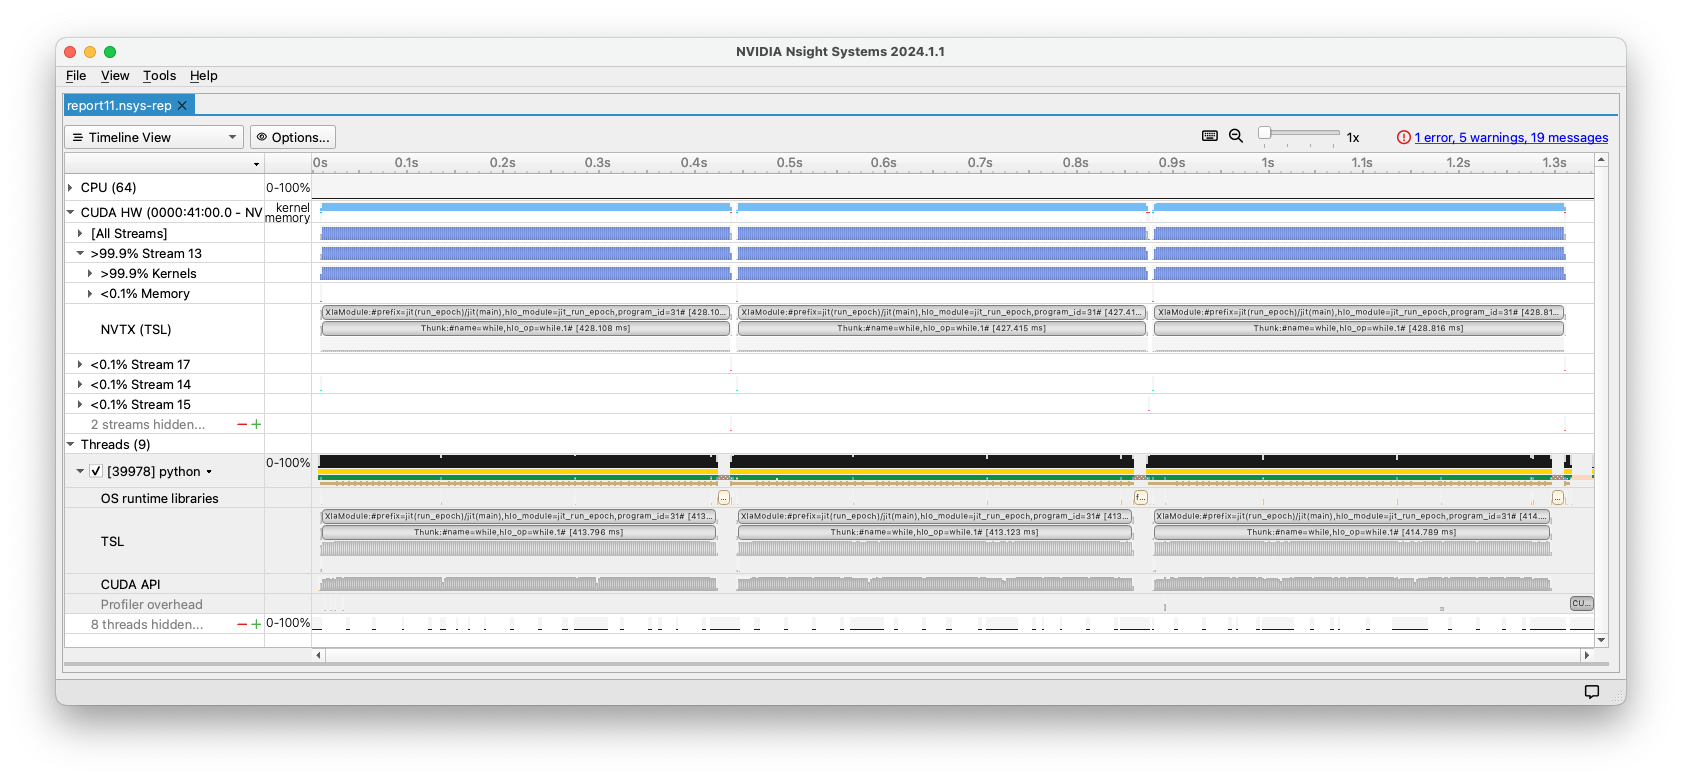 NVIDIA Nsight Systems 2024.1.1
File View Tools Help
report11.nsys-rep
Timeline View Options... 1x 1 error, 5 warnings, 19 messages
0s 0.1s 0.2s 0.3s 0.4s 0.5s 0.6s 0.7s 0.8s 0.9s 1s 1.1s 1.2s 1.3s
CPU (64) 0-100%
CUDA HW (0000:41:00.0 - NV kernel
memory
[All Streams]
>99.9% Stream 13
>99.9% Kernels
<0.1% Memory
XlaModule:#prefix=jit(run_epoch)/jit(main),hlo_module=jit_run_epoch,program_id=31# [428.10... XlaModule:#prefix=jit(run_epoch)/jit(main),hlo_module=jit_run_epoch,program_id=31# [427.41... XlaModule:#prefix=jit(run_epoch)/jit(main),hlo_module=jit_run_epoch,program_id=31# [428.81...
NVTX (TSL) Thunk:#name=while,hlo_op=while.1# [428.108 ms] Thunk:#name=while,hlo_op=while.1# [427.415 ms] Thunk:#name=while,hlo_op=while.1# [428.816 ms]
<0.1% Stream 17
<0.1% Stream 14
<0.1% Stream 15
2 streams hidden...
Threads (9)
[39978] python 0-100%
OS runtime libraries ... f... ...
XlaModule:#prefix=jit(run_epoch)/jit(main),hlo_module=jit_run_epoch,program_id=31# [413... XlaModule:#prefix=jit(run_epoch)/jit(main),hlo_module=jit_run_epoch,program_id=31# [413... XlaModule:#prefix=jit(run_epoch)/jit(main),hlo_module=jit_run_epoch,program_id=31# [414....
TSL Thunk:#name=while,hlo_op=while.1# [413.796 ms] Thunk:#name=while,hlo_op=while.1# [413.123 ms] Thunk:#name=while,hlo_op=while.1# [414.789 ms]
CUDA API
Profiler overhead CU...
8 threads hidden... 0-100%